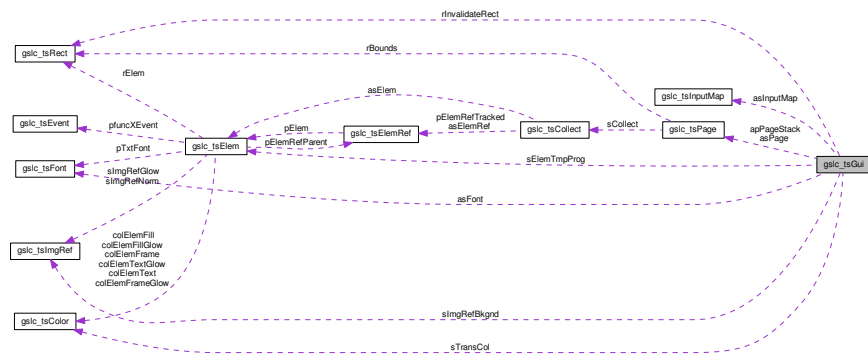 rInvalidateRect
gslc_tsRect
rBounds
rElem
gslc_tsInputMap
asInputMap
asElem
gslc_tsEvent
pfuncXEvent
pElemRefTracked
asElemRef
gslc_tsCollect
sCollect
gslc_tsPage
apPageStack
asPage
pElem
gslc_tsElemRef
pElemRefParent
gslc_tsElem
pTxtFont
gslc_tsFont
sElemTmpProg
gslc_tsGui
sImgRefGlow
sImgRefNorm
asFont
colElemFill
colElemFillGlow
colElemFrame
colElemTextGlow
colElemText
colElemFrameGlow
gslc_tsImgRef
gslc_tsColor
sImgRefBkgnd
sTransCol